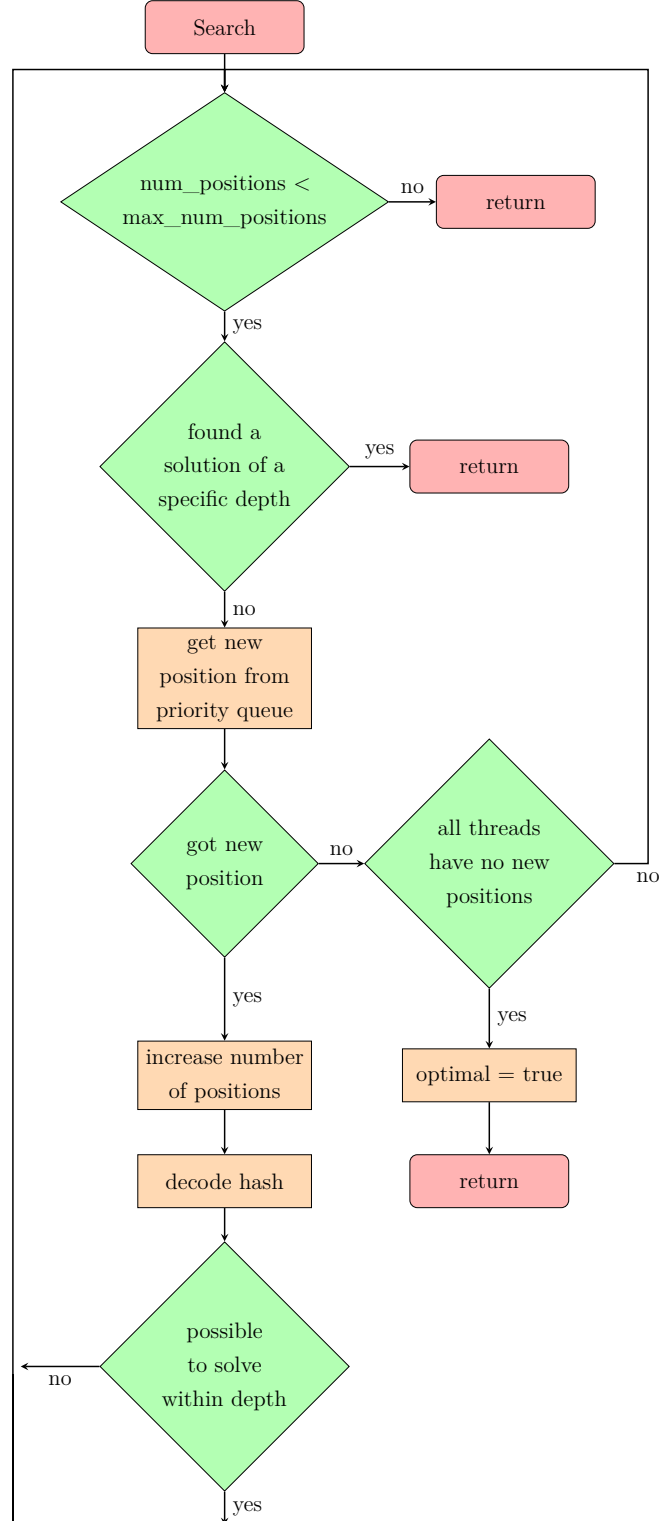 Search
num_positions <
max_num_positions
no
return
yes
found a
solution of a
specific depth
yes
return
no
get new
position from
priority queue
got new
position
no
all threads
have no new
positions
no
yes
yes
increase number
of positions
optimal = true
decode hash
return
possible
to solve
within depth
no
yes